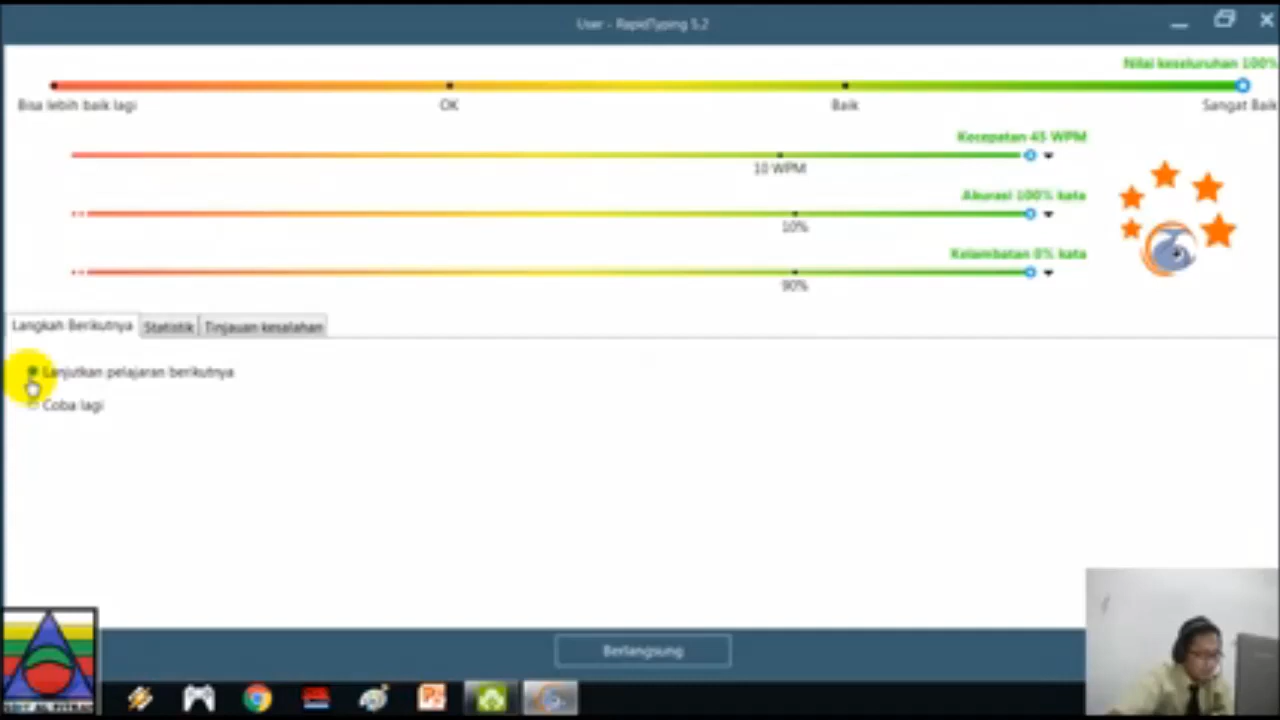 User - RapidTyping 5.2
Nilai keseluruhan 100%
Bisa lebih baik lagi
OK
Baik
Sangat Baik
Kecepatan 45 WPM
10 WPM
Akurasi 100% kata
10%
Kelambatan 0% kata
90%
Langkah Berikutnya
Statistik
Tinjauan kesalahan
Lanjutkan pelajaran berikutnya
Coba lagi
Berlangsung